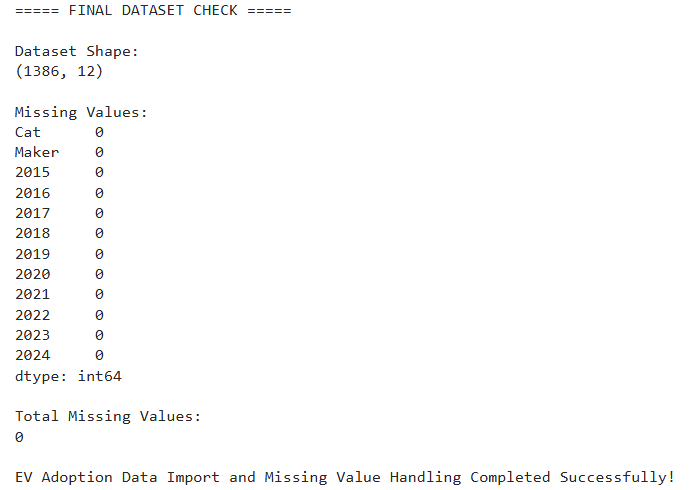 ===== FINAL DATASET CHECK =====
Dataset Shape:
(1386, 12)
Missing Values:
Cat      0
Maker    0
2015     0
2016     0
2017     0
2018     0
2019     0
2020     0
2021     0
2022     0
2023     0
2024     0
dtype: int64
Total Missing Values:
0
EV Adoption Data Import and Missing Value Handling Completed Successfully!